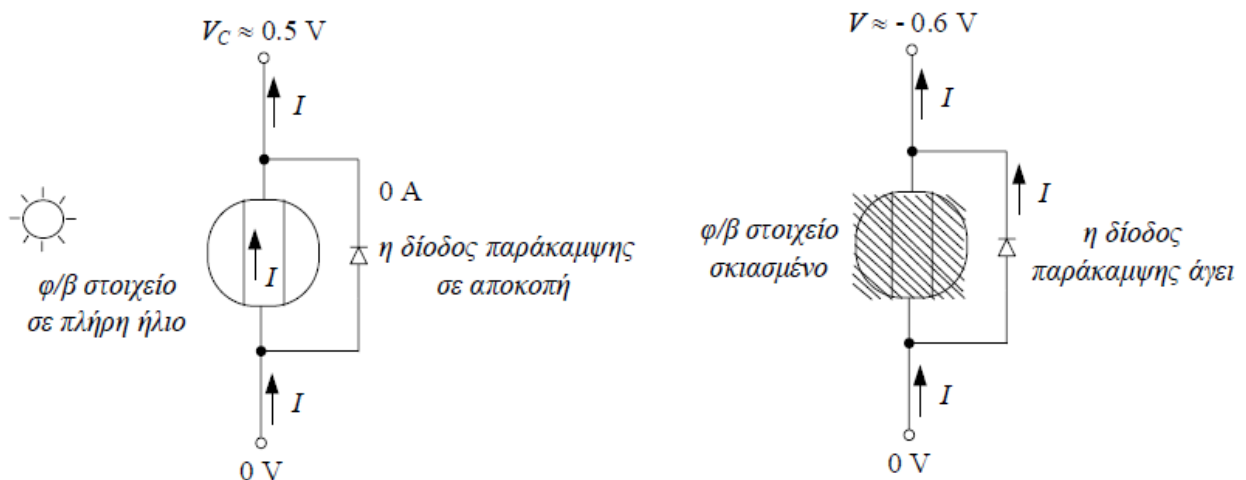 V_C ≈ 0.5 V
I
0 A
I
φ/β στοιχείο
σε πλήρη ήλιο
η δίοδος παράκαμψης
σε αποκοπή
I
0 V
V ≈ - 0.6 V
I
I
φ/β στοιχείο
σκιασμένο
η δίοδος
παράκαμψης άγει
I
0 V